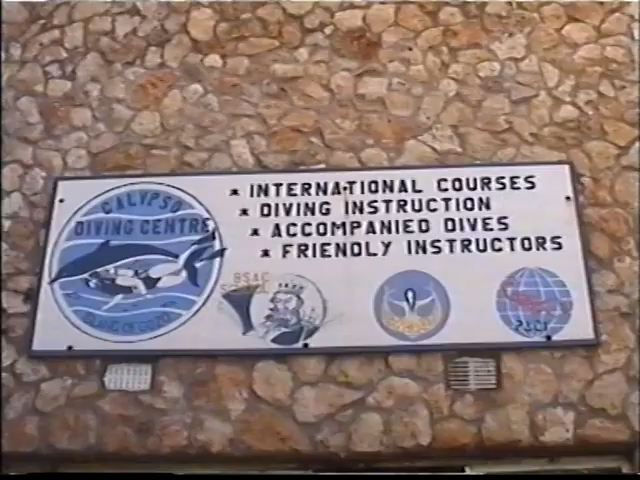 CALYPSO
DIVING CENTRE
ISLAND OF GOZO
* INTERNATIONAL COURSES
* DIVING INSTRUCTION
* ACCOMPANIED DIVES
* FRIENDLY INSTRUCTORS
BSAC
PADI